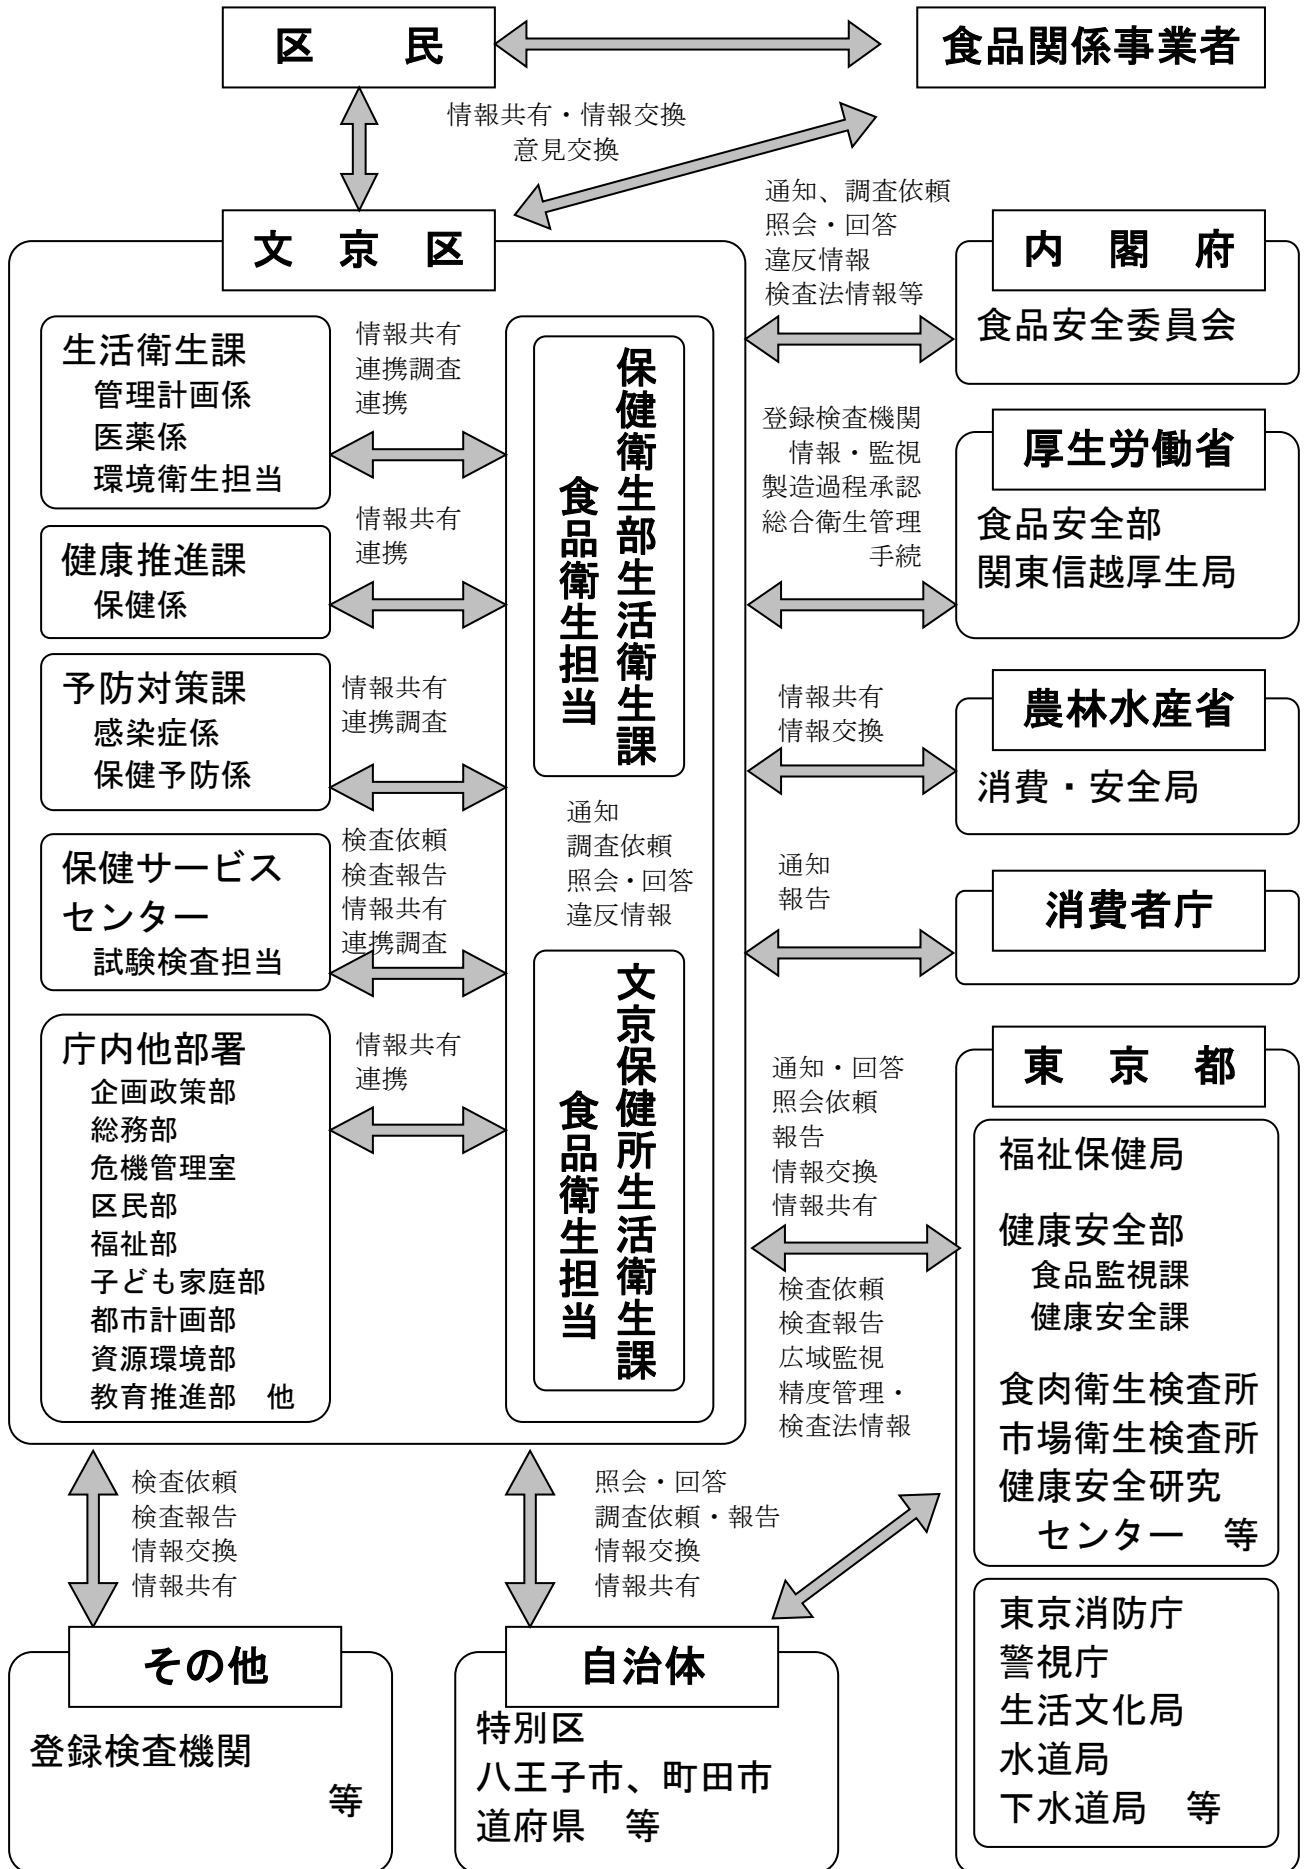 区　民
食品関係事業者
情報共有・情報交換
意見交換
文　京　区
生活衛生課
管理計画係
医薬係
環境衛生担当
情報共有
連携調査
連携
健康推進課
保健係
情報共有
連携
予防対策課
感染症係
保健予防係
情報共有
連携調査
保健サービス
センター
試験検査担当
検査依頼
検査報告
情報共有
連携調査
庁内他部署
企画政策部
総務部
危機管理室
区民部
福祉部
子ども家庭部
都市計画部
資源環境部
教育推進部　他
情報共有
連携
保健衛生部生活衛生課
食品衛生担当
通知
調査依頼
照会・回答
違反情報
文京保健所生活衛生課
食品衛生担当
通知、調査依頼
照会・回答
違反情報
検査法情報等
内　閣　府
食品安全委員会
登録検査機関
情報・監視
製造過程承認
総合衛生管理
手続
厚生労働省
食品安全部
関東信越厚生局
情報共有
情報交換
農林水産省
消費・安全局
通知
報告
消費者庁
通知・回答
照会依頼
報告
情報交換
情報共有
検査依頼
検査報告
広域監視
精度管理・
検査法情報
東　京　都
福祉保健局
健康安全部
食品監視課
健康安全課
食肉衛生検査所
市場衛生検査所
健康安全研究
センター　等
東京消防庁
警視庁
生活文化局
水道局
下水道局　等
検査依頼
検査報告
情報交換
情報共有
その他
登録検査機関
等
照会・回答
調査依頼・報告
情報交換
情報共有
自治体
特別区
八王子市、町田市
道府県　等